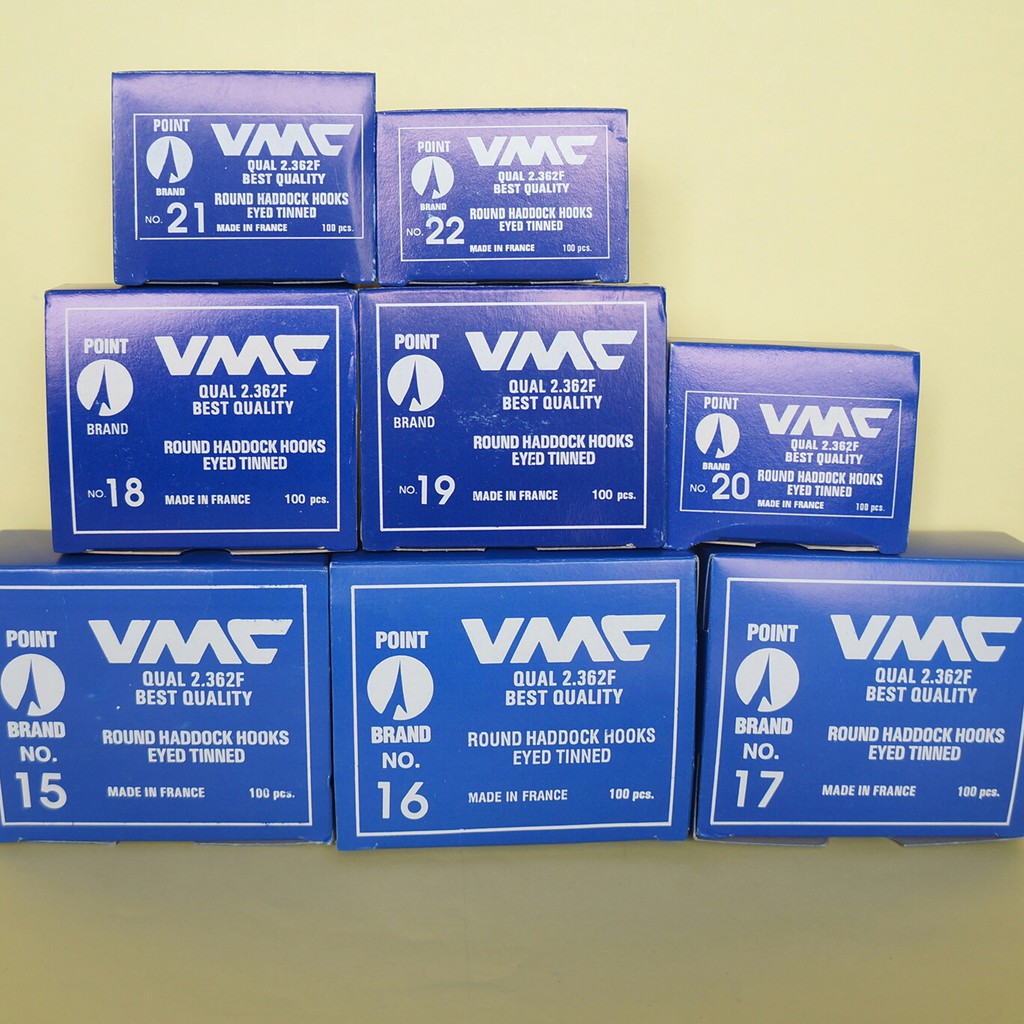 POINT
BRAND
VMC
QUAL 2.362F
BEST QUALITY
ROUND HADDOCK HOOKS
EYED TINNED
NO. 21
MADE IN FRANCE 100 pcs.
POINT
BRAND
VMC
QUAL 2.362F
BEST QUALITY
ROUND HADDOCK HOOKS
EYED TINNED
NO. 22
MADE IN FRANCE 100 pcs.
POINT
BRAND
VMC
QUAL 2.362F
BEST QUALITY
ROUND HADDOCK HOOKS
EYED TINNED
NO. 18 MADE IN FRANCE 100 pcs.
POINT
BRAND
VMC
QUAL 2.362F
BEST QUALITY
ROUND HADDOCK HOOKS
EYED TINNED
NO. 19 MADE IN FRANCE 100 pcs.
POINT
BRAND
VMC
QUAL 2.362F
BEST QUALITY
ROUND HADDOCK HOOKS
EYED TINNED
NO. 20
MADE IN FRANCE 100 pcs.
POINT
BRAND
NO.
15
VMC
QUAL 2.362F
BEST QUALITY
ROUND HADDOCK HOOKS
EYED TINNED
MADE IN FRANCE 100 pcs.
POINT
BRAND
NO.
16
VMC
QUAL 2.362F
BEST QUALITY
ROUND HADDOCK HOOKS
EYED TINNED
MADE IN FRANCE 100 pcs.
POINT
BRAND
NO.
17
VMC
QUAL 2.362F
BEST QUALITY
ROUND HADDOCK HOOKS
EYED TINNED
MADE IN FRANCE 100 pcs.